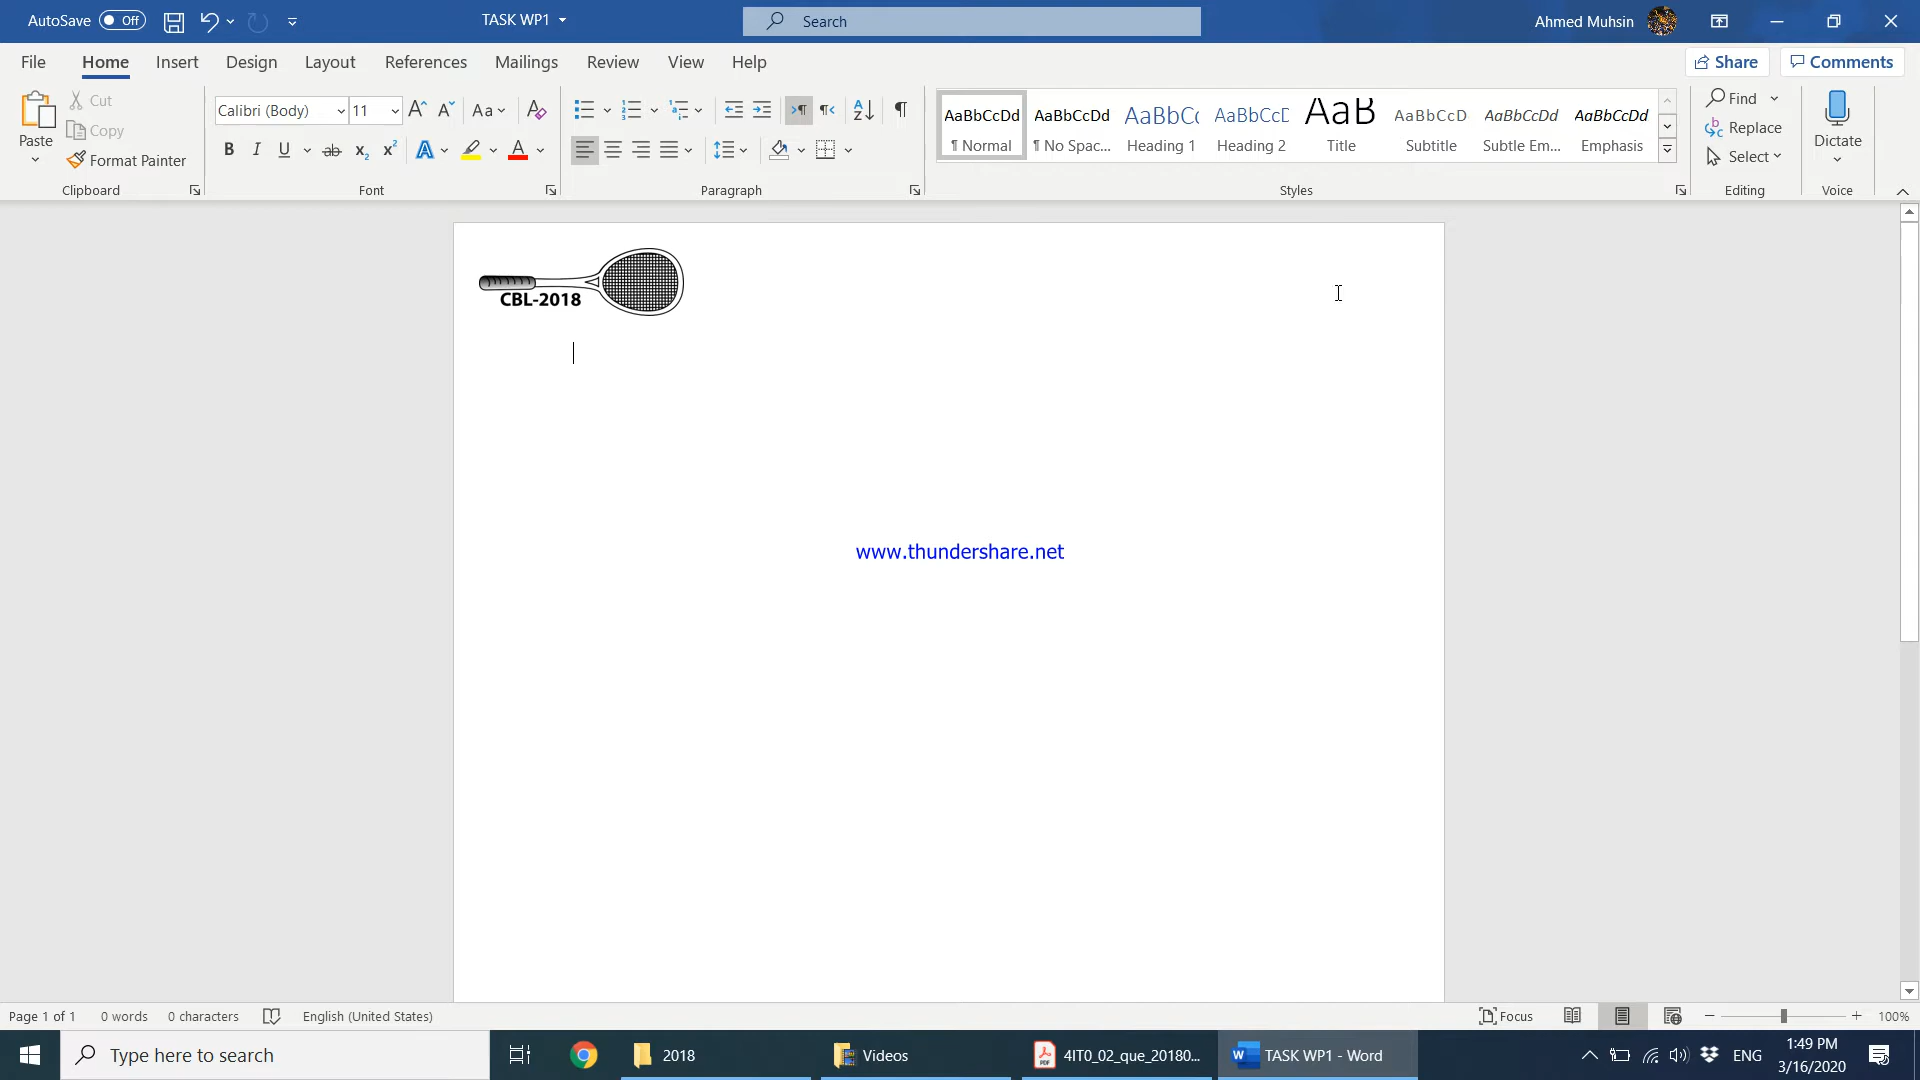 AutoSave Off
TASK WP1
Search
Ahmed Muhsin
File Home Insert Design Layout References Mailings Review View Help
Share Comments
Paste
Cut
Copy
Format Painter
Clipboard
Calibri (Body) 11
Font
Paragraph
AaBbCcDd AaBbCcDd AaBbCc AaBbCcE AaB AaBbCcD AaBbCcDd AaBbCcDd
¶ Normal ¶ No Spac... Heading 1 Heading 2 Title Subtitle Subtle Em... Emphasis
Styles
Find
Replace
Select
Editing
Dictate
Voice
CBL-2018
www.thundershare.net
Page 1 of 1 0 words 0 characters English (United States)
Focus
100%
Type here to search
2018
Videos
4IT0_02_que_20180...
TASK WP1 - Word
ENG
1:49 PM
3/16/2020